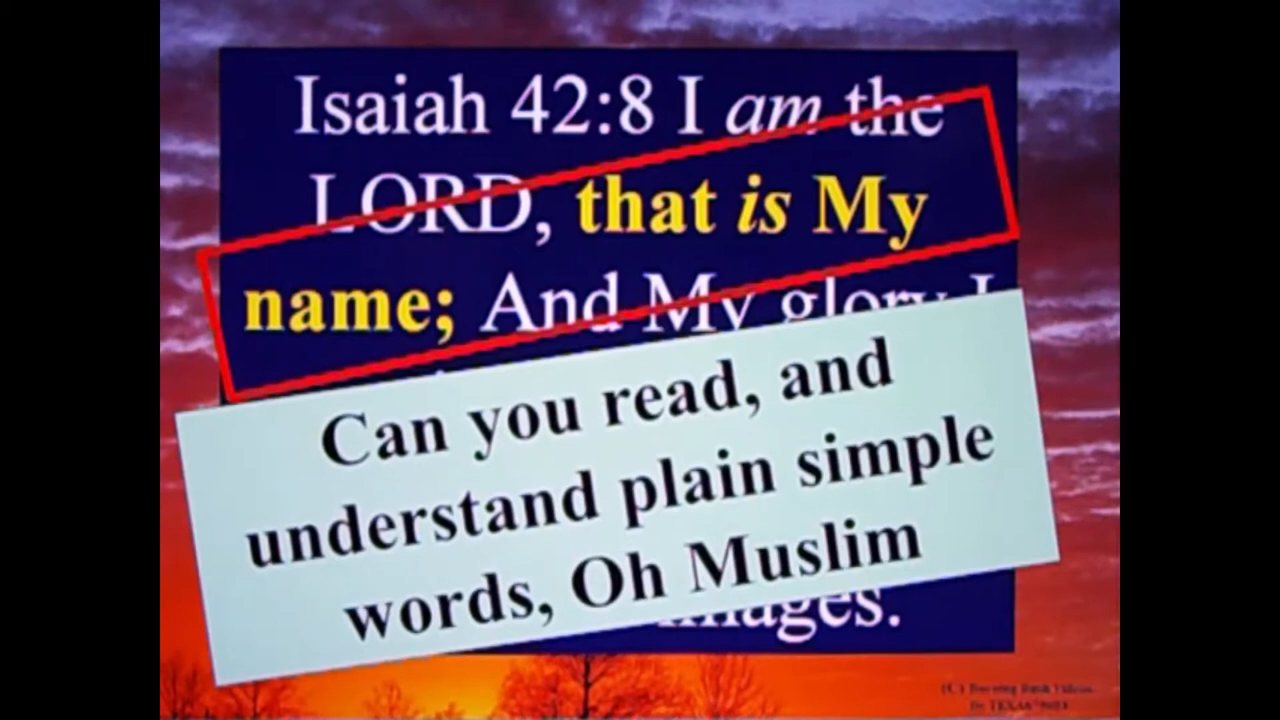 Isaiah 42:8 I am the
LORD, that is My
name; And My glory I
Can you read, and
understand plain simple
words, Oh Muslim
images.